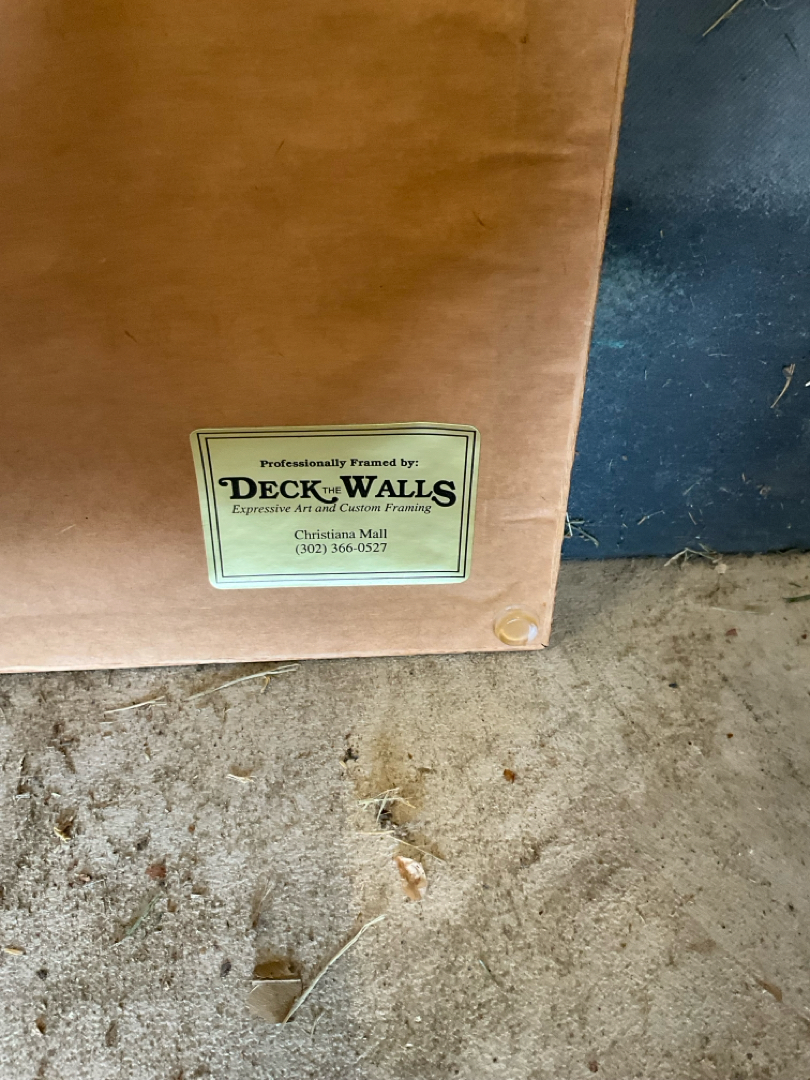 Professionally Framed by:
DECK THE WALLS
Expressive Art and Custom Framing
Christiana Mall
(302) 366-0527